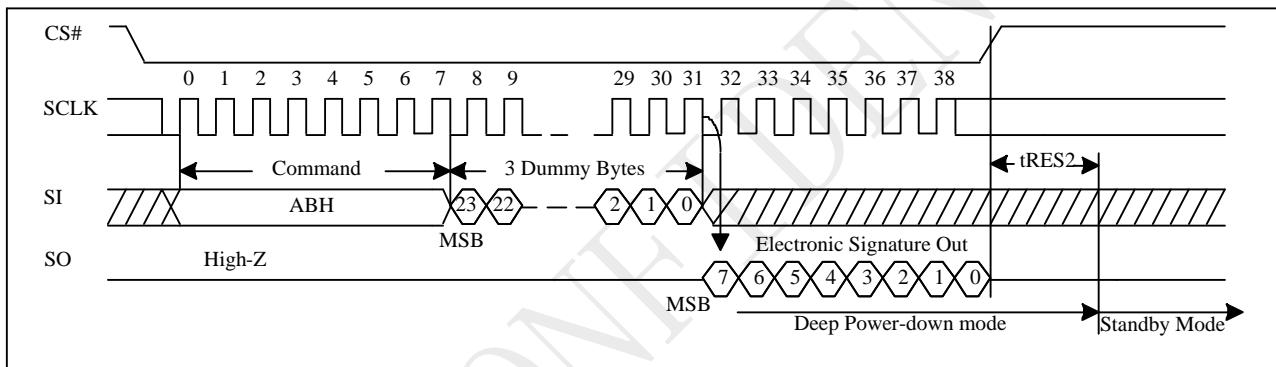 CS#
0 1 2 3 4 5 6 7 8 9 29 30 31 32 33 34 35 36 37 38
SCLK
Command 3 Dummy Bytes tRES2
SI ABH 23 22 2 1 0
MSB Electronic Signature Out
SO High-Z 7 6 5 4 3 2 1 0
MSB Deep Power-down mode Standby Mode